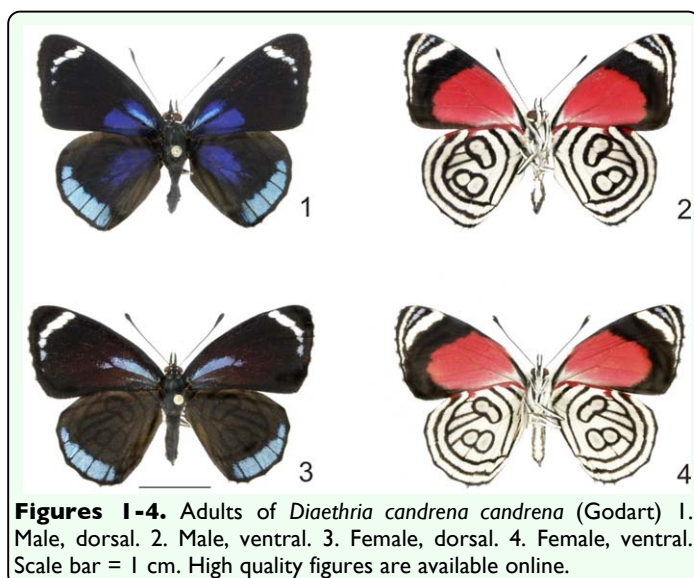 1
2
3
4
Figures 1-4. Adults of Diaethria candrena candrena (Godart) 1.
Male, dorsal. 2. Male, ventral. 3. Female, dorsal. 4. Female, ventral.
Scale bar = 1 cm. High quality figures are available online.